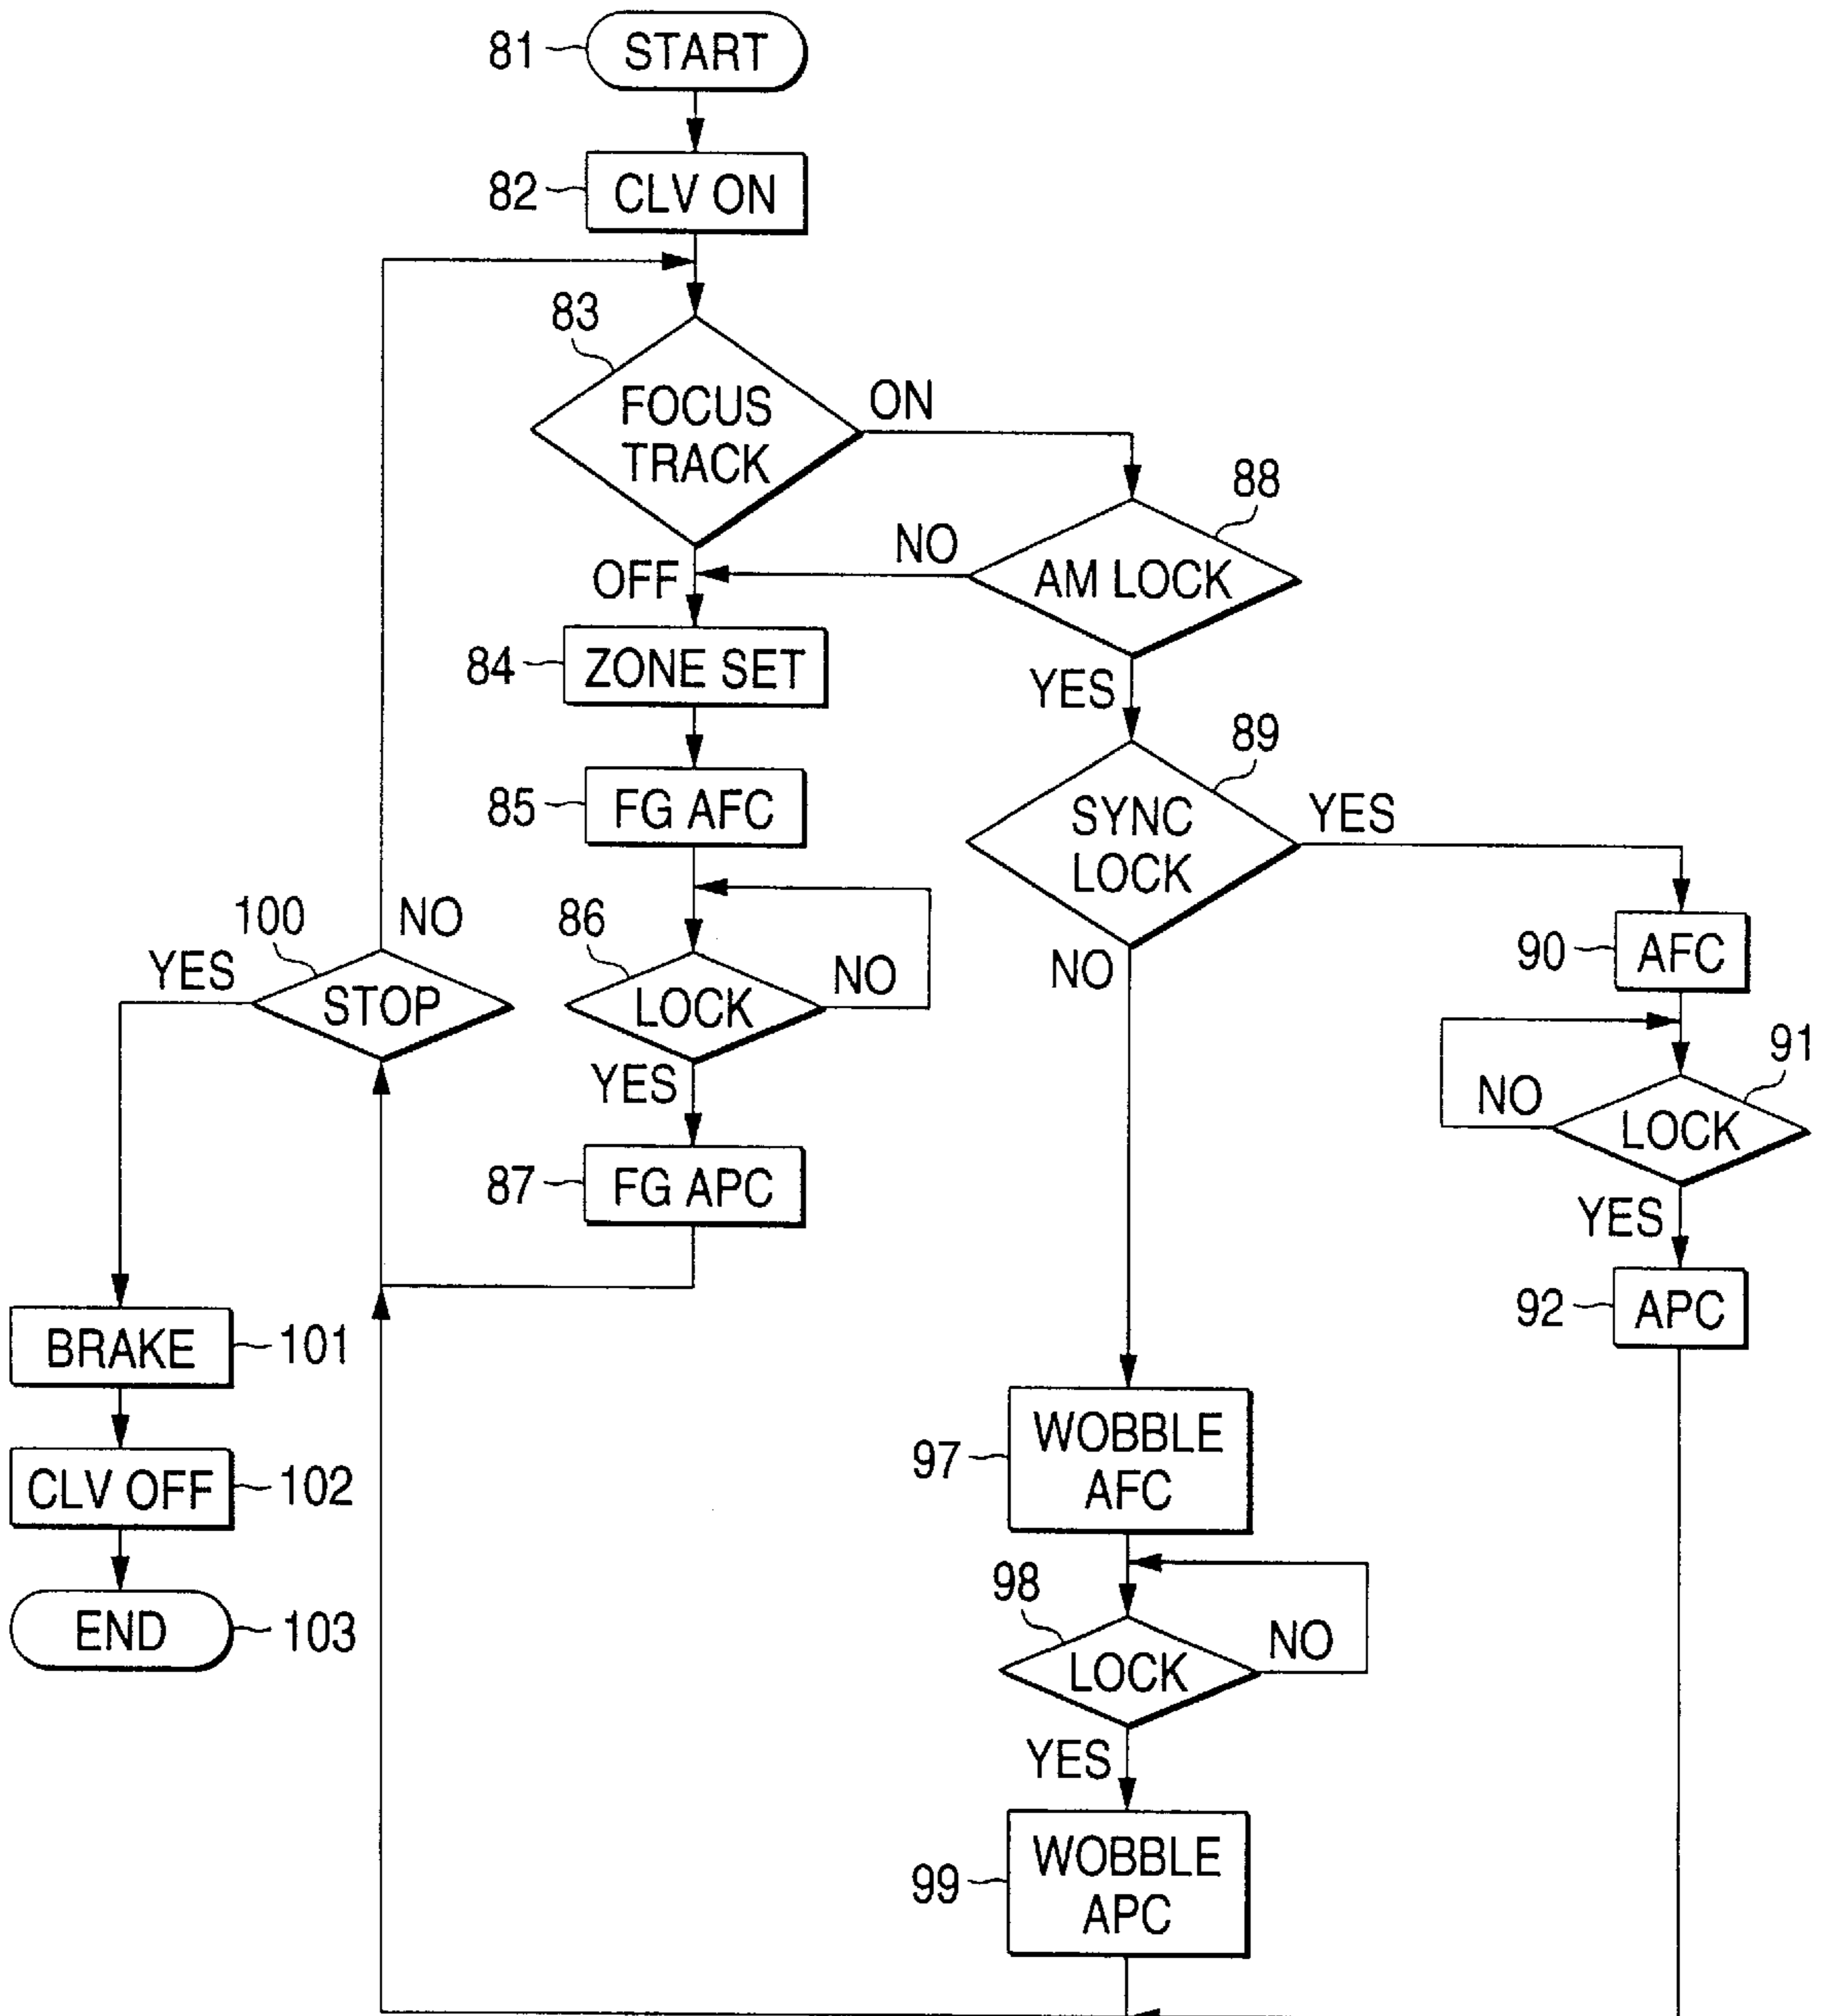 81
START
82
CLV ON
83
FOCUS
TRACK
ON
88
AM LOCK
NO
OFF
84
ZONE SET
YES
89
SYNC
LOCK
YES
85
FG AFC
100
NO
YES
STOP
86
LOCK
NO
NO
90
AFC
91
NO
LOCK
YES
YES
87
FG APC
92
APC
BRAKE
101
97
WOBBLE
AFC
CLV OFF
102
98
LOCK
NO
END
103
YES
99
WOBBLE
APC